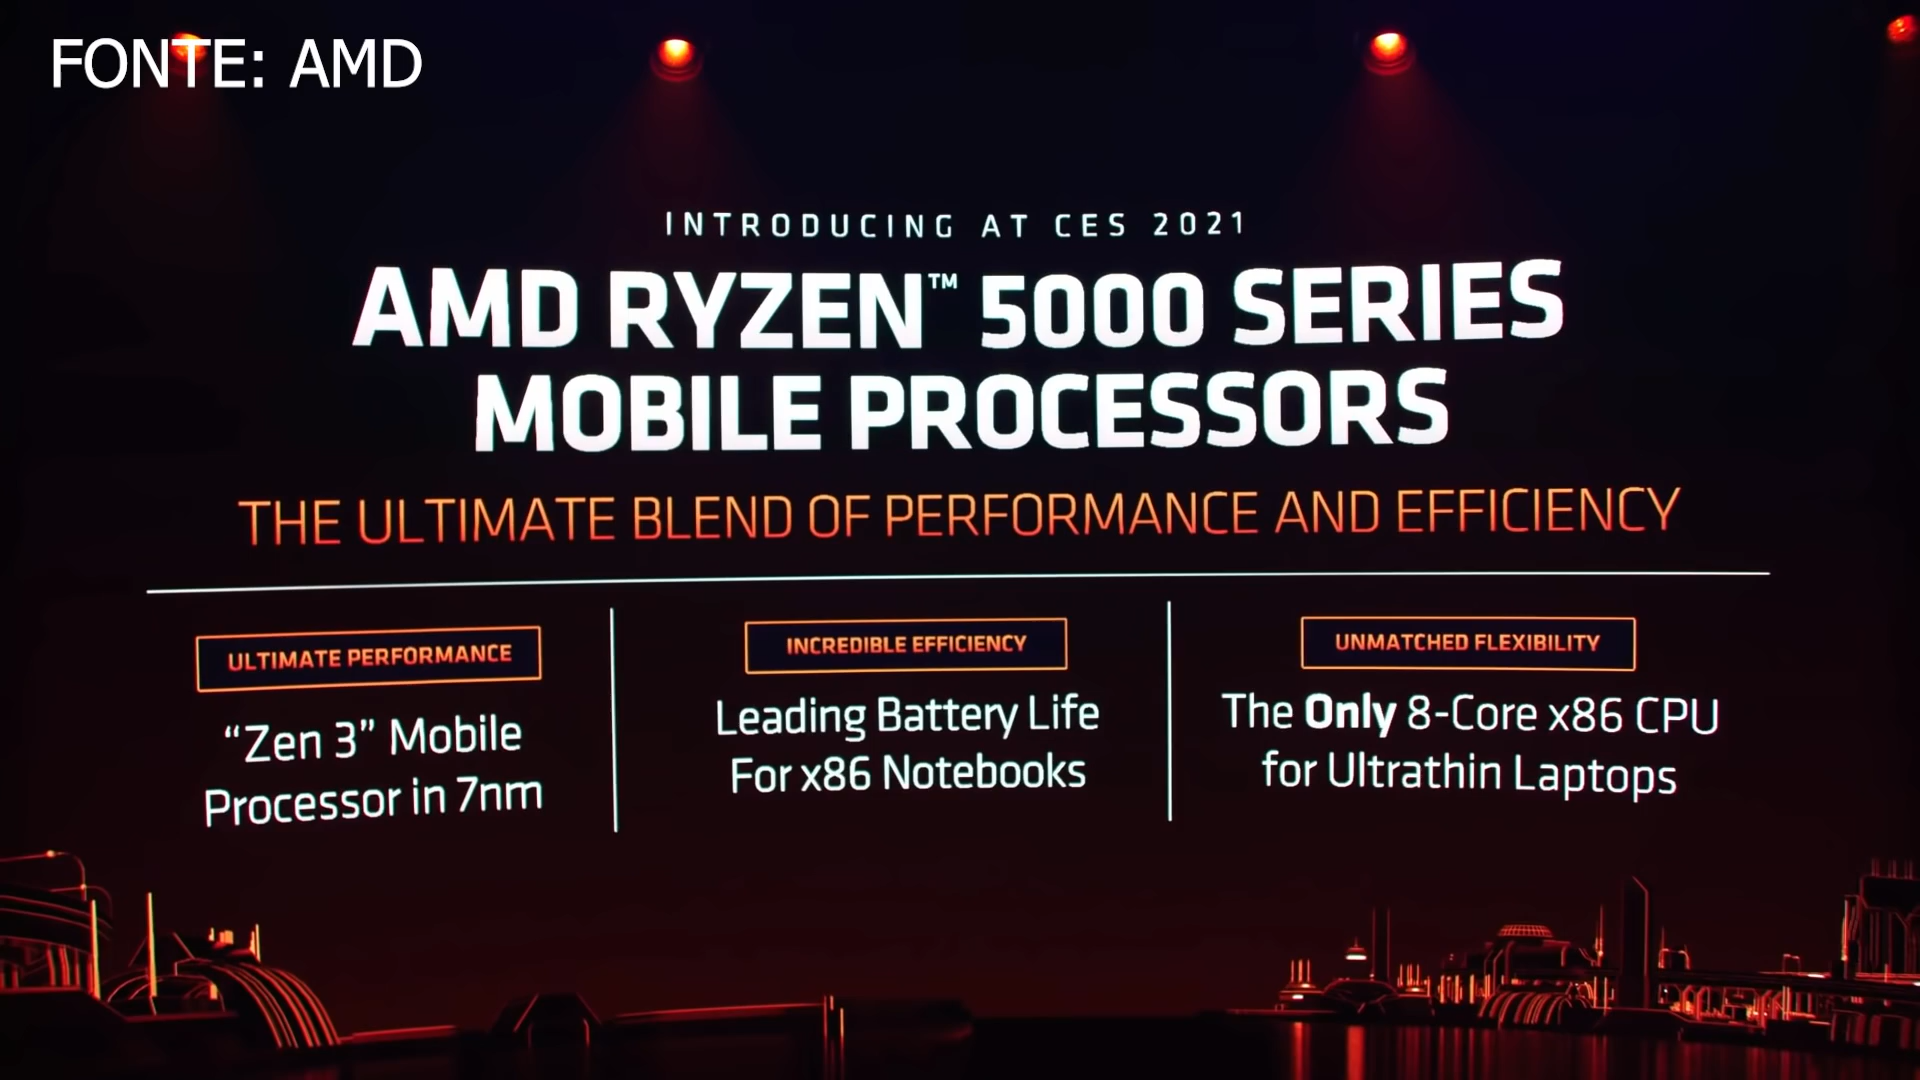 FONTE: AMD
INTRODUCING AT CES 2021
AMD RYZEN™ 5000 SERIES
MOBILE PROCESSORS
THE ULTIMATE BLEND OF PERFORMANCE AND EFFICIENCY
ULTIMATE PERFORMANCE
“Zen 3” Mobile
Processor in 7nm
INCREDIBLE EFFICIENCY
Leading Battery Life
For x86 Notebooks
UNMATCHED FLEXIBILITY
The Only 8-Core x86 CPU
for Ultrathin Laptops